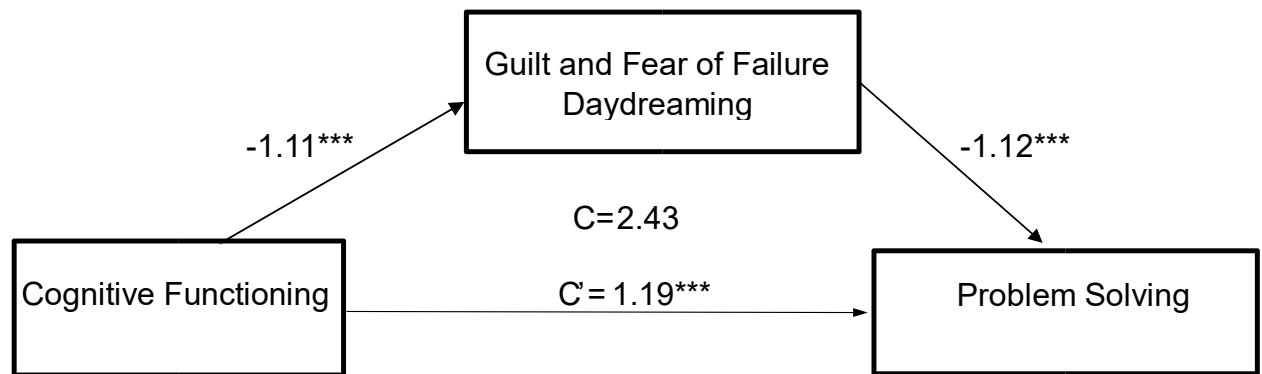 Guilt and Fear of Failure
Daydreaming
-1.11***
-1.12***
C=2.43
Cognitive Functioning
C’= 1.19***
Problem Solving